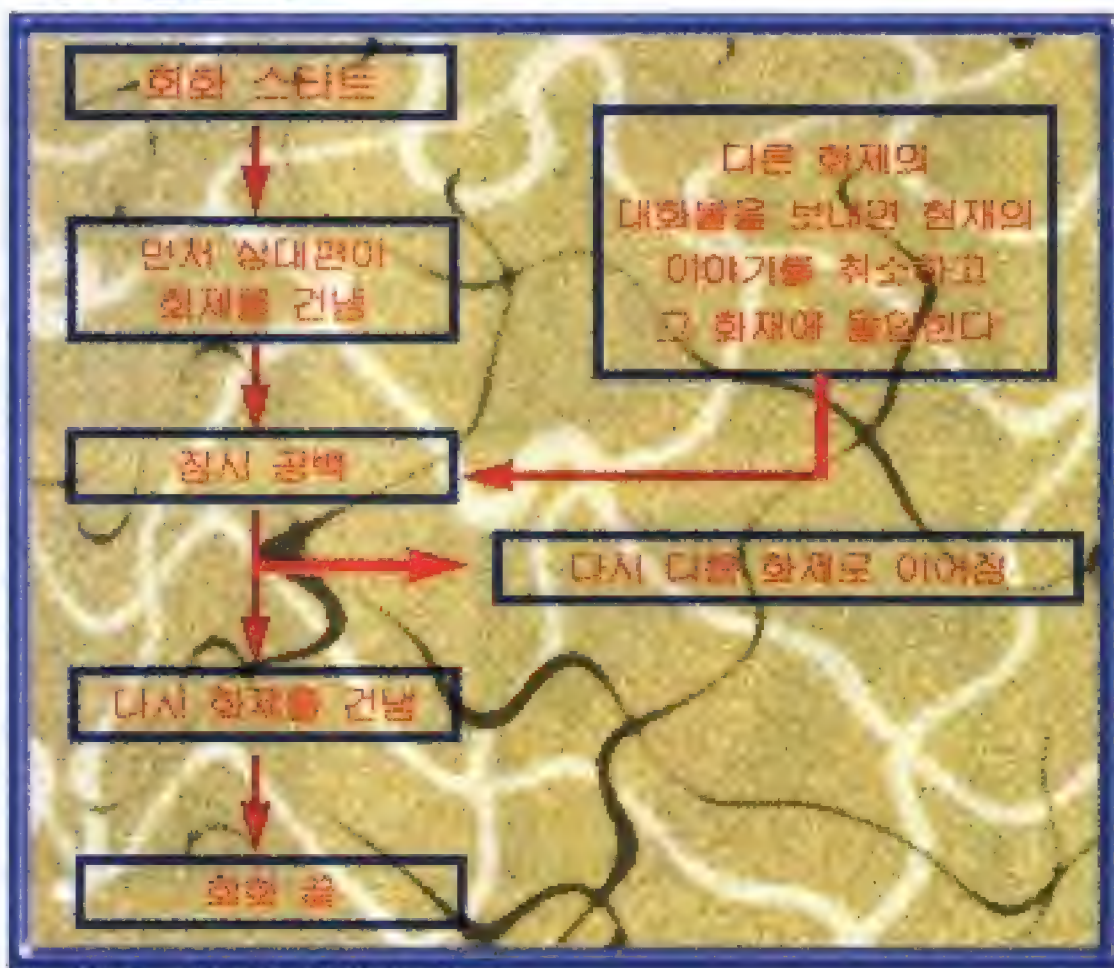 회화 스타트
먼저 상대편이
화제를 건넴
잠시 공백
다시 화제를 건넴
회화 끝
다른 화제의
대화문을 보내면 현재의
이야기를 취소하고
그 화제에 돌입한다
다시 다른 화제로 이어짐